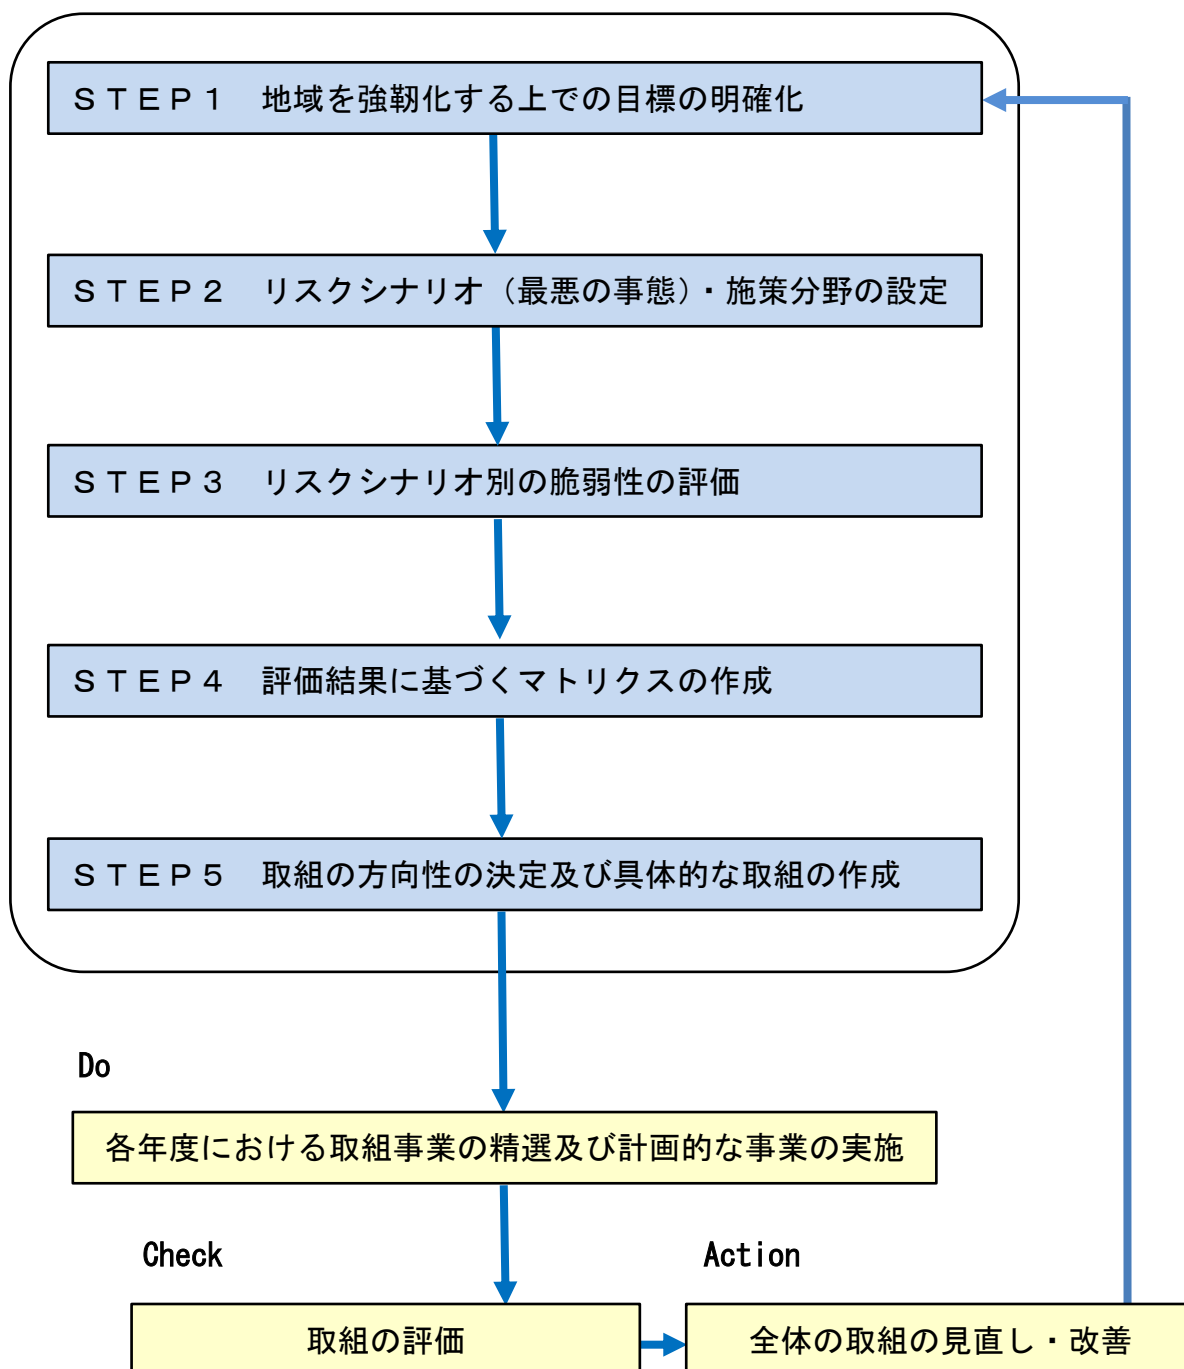 ＳＴＥＰ１　地域を強靭化する上での目標の明確化
ＳＴＥＰ２　リスクシナリオ（最悪の事態）・施策分野の設定
ＳＴＥＰ３　リスクシナリオ別の脆弱性の評価
ＳＴＥＰ４　評価結果に基づくマトリクスの作成
ＳＴＥＰ５　取組の方向性の決定及び具体的な取組の作成
Do
各年度における取組事業の精選及び計画的な事業の実施
Check
Action
取組の評価
全体の取組の見直し・改善